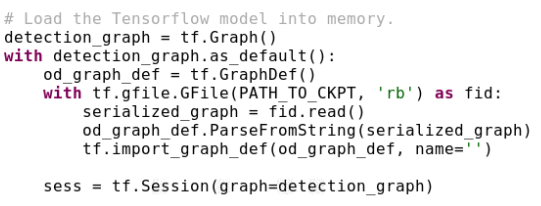 # Load the Tensorflow model into memory.
detection_graph = tf.Graph()
with detection_graph.as_default():
    od_graph_def = tf.GraphDef()
    with tf.gfile.GFile(PATH_TO_CKPT, 'rb') as fid:
        serialized_graph = fid.read()
        od_graph_def.ParseFromString(serialized_graph)
        tf.import_graph_def(od_graph_def, name='')
    sess = tf.Session(graph=detection_graph)